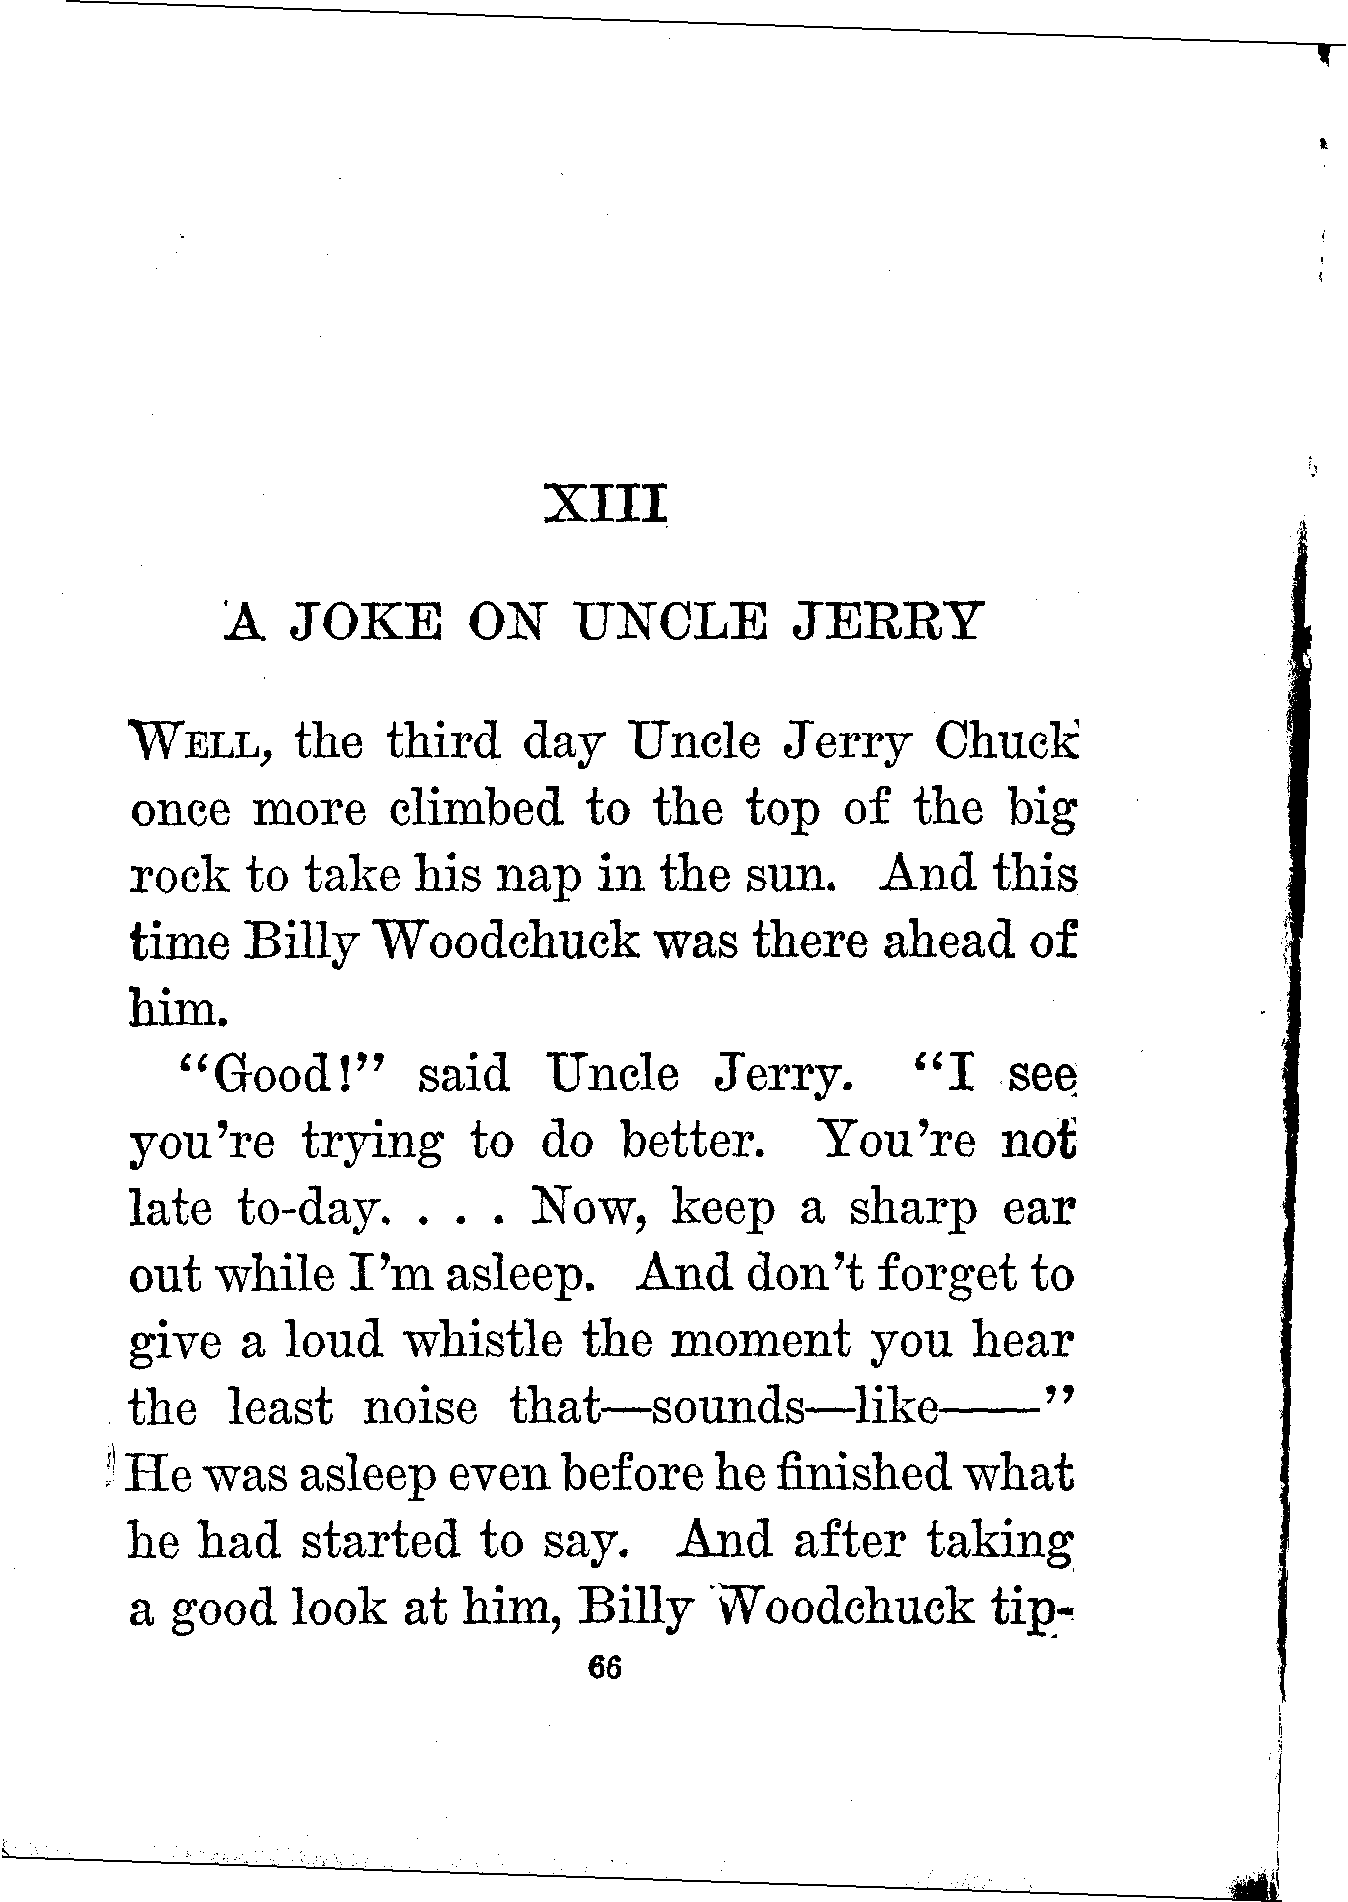 XIII
A JOKE ON UNCLE JERRY
WELL, the third day Uncle Jerry Chuck
once more climbed to the top of the big
rock to take his nap in the sun. And this
time Billy Woodchuck was there ahead of
him.
"Good!" said Uncle Jerry. "I see
you're trying to do better. You're not
late to-day. . . . Now, keep a sharp ear
out while I'm asleep. And don't forget to
give a loud whistle the moment you hear
the least noise that—sounds—like——"
He was asleep even before he finished what
he had started to say. And after taking
a good look at him, Billy Woodchuck tip-
66